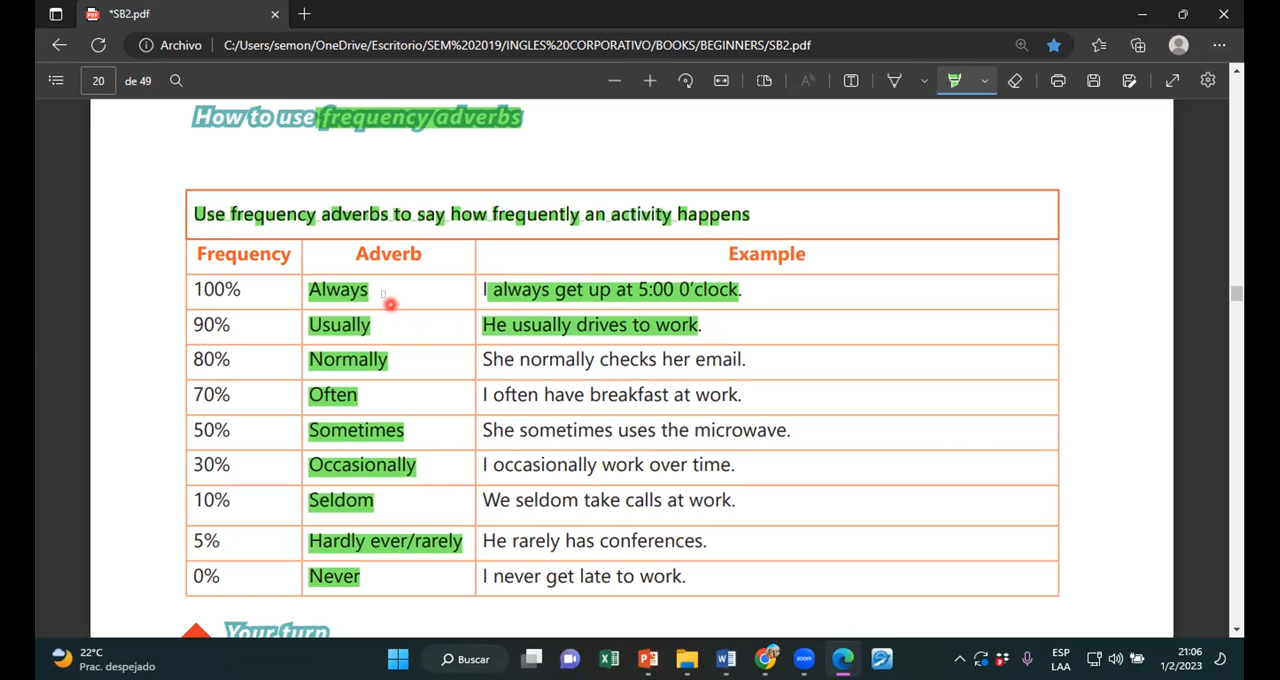 *SB2.pdf
Archivo
C:/Users/semon/OneDrive/Escritorio/SEM%202019/INGLES%20CORPORATIVO/BOOKS/BEGINNERS/SB2.pdf
20 de 49
How to use frequency adverbs
Use frequency adverbs to say how frequently an activity happens
Frequency Adverb Example
100% Always I always get up at 5:00 0'clock.
90% Usually He usually drives to work.
80% Normally She normally checks her email.
70% Often I often have breakfast at work.
50% Sometimes She sometimes uses the microwave.
30% Occasionally I occasionally work over time.
10% Seldom We seldom take calls at work.
5% Hardly ever/rarely He rarely has conferences.
0% Never I never get late to work.
Your turn
22°C
Prac. despejado
Buscar
ESP
LAA
21:06
1/2/2023